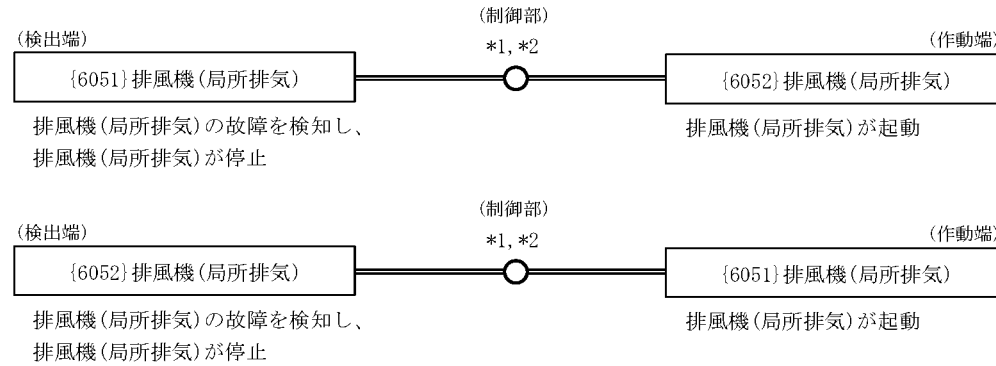 (制御部)
(検出端)
*1, *2
(作動端)
{6051}排風機(局所排気)
{6052}排風機(局所排気)
排風機(局所排気)の故障を検知し、
排風機(局所排気)が停止
排風機(局所排気)が起動
(制御部)
(検出端)
*1, *2
(作動端)
{6052}排風機(局所排気)
{6051}排風機(局所排気)
排風機(局所排気)の故障を検知し、
排風機(局所排気)が停止
排風機(局所排気)が起動